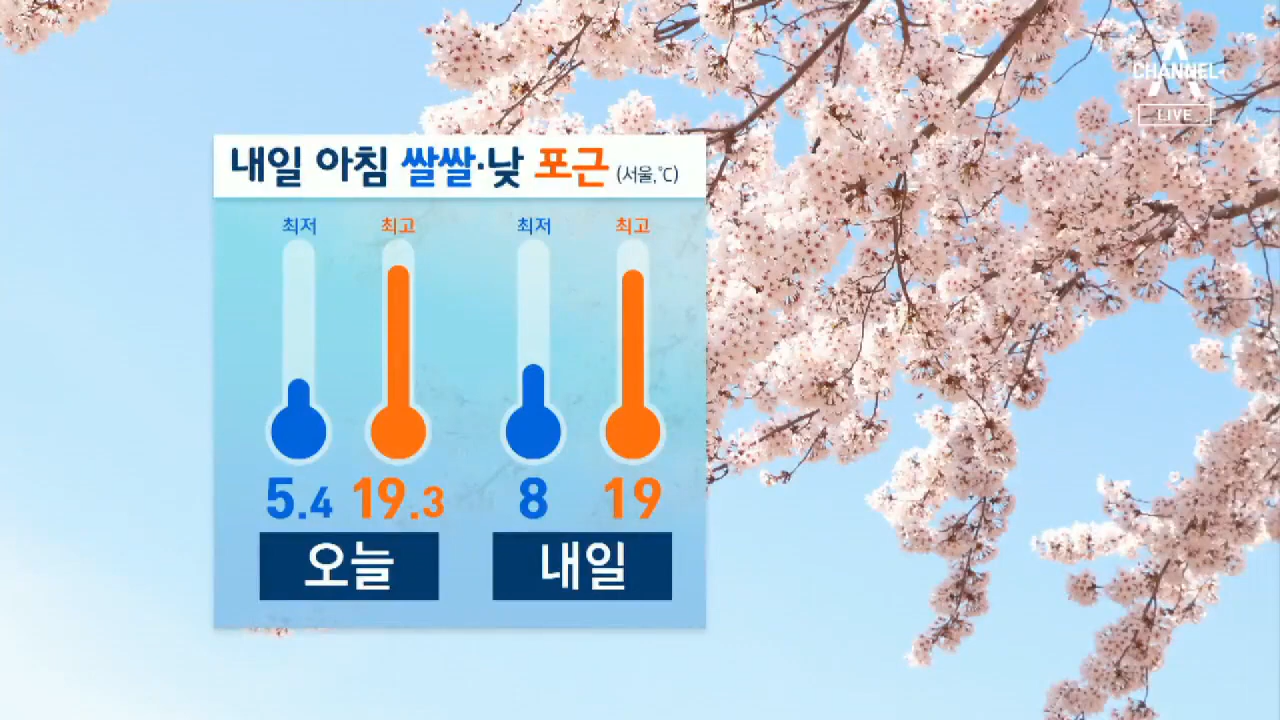 CHANNEL A
LIVE
내일 아침 쌀쌀·낮 포근 (서울,℃)
최저 최고 최저 최고
5.4 19.3 8 19
오늘 내일